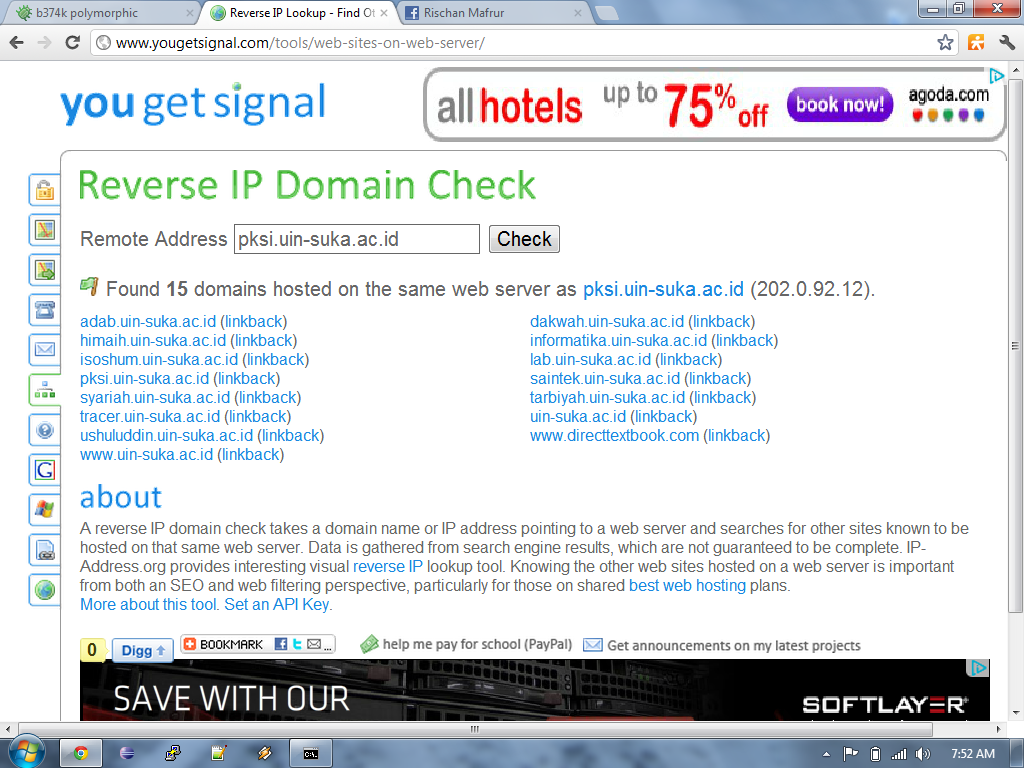 b374k polymorphic
Reverse IP Lookup - Find Ot
Rischan Mafrur
www.yougetsignal.com/tools/web-sites-on-web-server/
you get signal
all hotels up to 75% off book now! agoda.com
Reverse IP Domain Check
Remote Address pksi.uin-suka.ac.id Check
Found 15 domains hosted on the same web server as pksi.uin-suka.ac.id (202.0.92.12).
adab.uin-suka.ac.id (linkback)
himaih.uin-suka.ac.id (linkback)
isoshum.uin-suka.ac.id (linkback)
pksi.uin-suka.ac.id (linkback)
syariah.uin-suka.ac.id (linkback)
tracer.uin-suka.ac.id (linkback)
ushuluddin.uin-suka.ac.id (linkback)
www.uin-suka.ac.id (linkback)
dakwah.uin-suka.ac.id (linkback)
informatika.uin-suka.ac.id (linkback)
lab.uin-suka.ac.id (linkback)
saintek.uin-suka.ac.id (linkback)
tarbiyah.uin-suka.ac.id (linkback)
uin-suka.ac.id (linkback)
www.directtextbook.com (linkback)
about
A reverse IP domain check takes a domain name or IP address pointing to a web server and searches for other sites known to be
hosted on that same web server. Data is gathered from search engine results, which are not guaranteed to be complete. IP-
Address.org provides interesting visual reverse IP lookup tool. Knowing the other web sites hosted on a web server is important
from both an SEO and web filtering perspective, particularly for those on shared best web hosting plans.
More about this tool. Set an API Key.
0 Digg BOOKMARK ... help me pay for school (PayPal) Get announcements on my latest projects
SAVE WITH OUR
SOFTLAYER®
7:52 AM